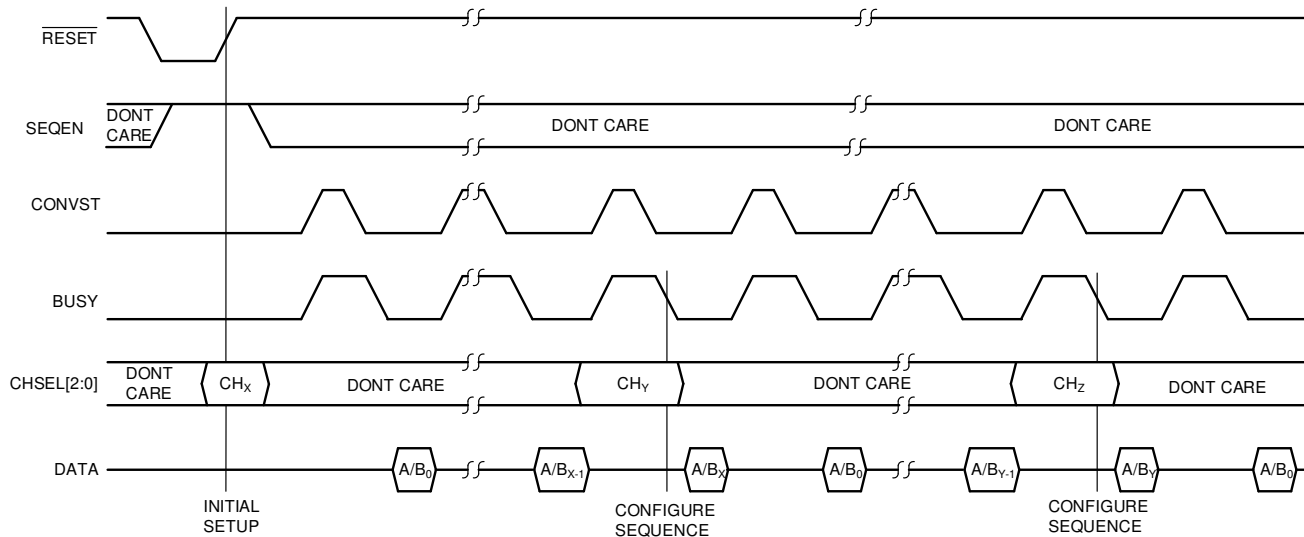 RESET
SEQEN
DONT
CARE
DONT CARE
DONT CARE
CONVST
BUSY
CHSEL[2:0]
DONT
CARE
CHX
DONT CARE
CHY
DONT CARE
CHZ
DONT CARE
DATA
A/B0
A/BX-1
A/BX
A/B0
A/BY-1
A/BY
A/B0
INITIAL
SETUP
CONFIGURE
SEQUENCE
CONFIGURE
SEQUENCE